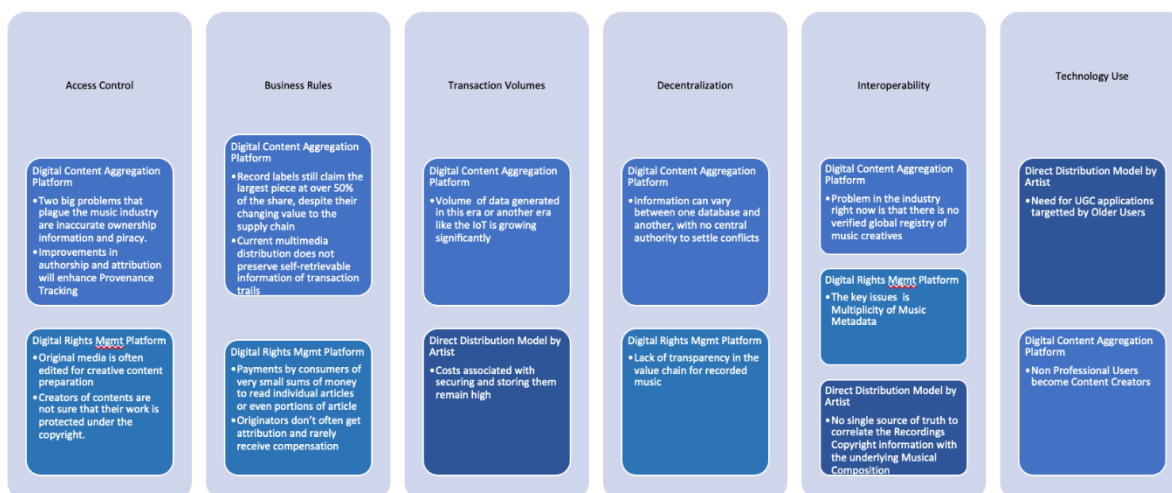 Access Control
Digital Content Aggregation
Platform
•Two big problems that
plague the music industry
are inaccurate ownership
information and piracy.
•Improvements in
authorship and attribution
will enhance Provenance
Tracking
Digital Rights Mgmt Platform
•Original media is often
edited for creative content
preparation
•Creators of contents are
not sure that their work is
protected under the
copyright.
Business Rules
Digital Content Aggregation
Platform
•Record labels still claim the
largest piece at over 50%
of the share, despite their
changing value to the
supply chain
•Current multimedia
distribution does not
preserve self-retrievable
information of transaction
trails
Digital Rights Mgmt Platform
•Payments by consumers of
very small sums of money
to read individual articles
or even portions of article
•Originators don't often get
attribution and rarely
receive compensation
Transaction Volumes
Digital Content Aggregation
Platform
•Volume of data generated
in this era or another era
like the IoT is growing
significantly
Direct Distribution Model by
Artist
•Costs associated with
securing and storing them
remain high
Decentralization
Digital Content Aggregation
Platform
•Information can vary
between one database and
another, with no central
authority to settle conflicts
Digital Rights Mgmt Platform
•Lack of transparency in the
value chain for recorded
music
Interoperability
Digital Content Aggregation
Platform
•Problem in the industry
right now is that there is no
verified global registry of
music creatives
Digital Rights Mgmt Platform
•The key issues is
Multiplicity of Music
Metadata
Direct Distribution Model by
Artist
•No single source of truth to
correlate the Recordings
Copyright information with
the underlying Musical
Composition
Technology Use
Direct Distribution Model by
Artist
•Need for UGC applications
targetted by Older Users
Digital Content Aggregation
Platform
•Non Professional Users
become Content Creators